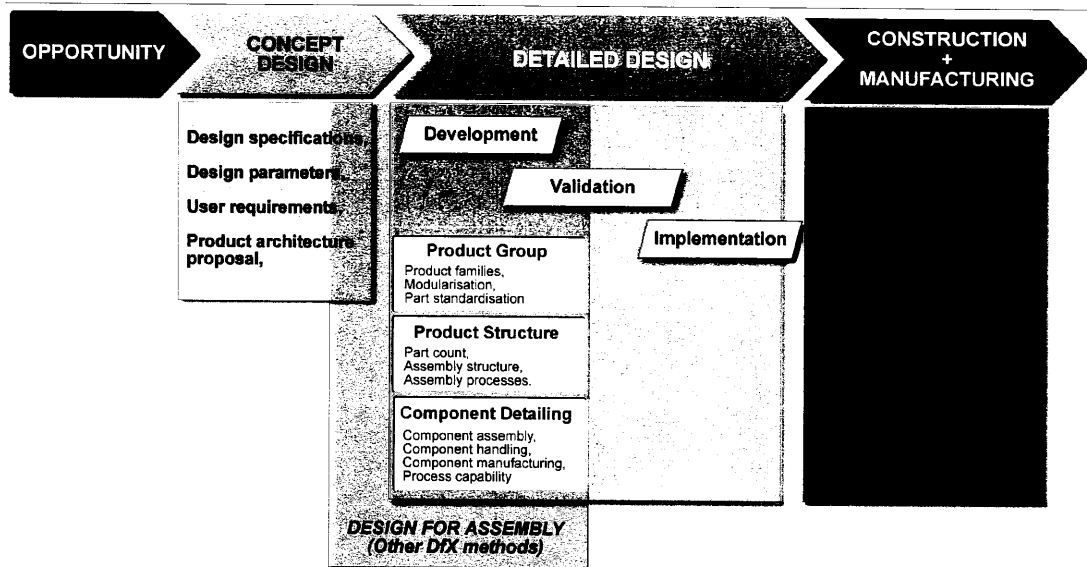 OPPORTUNITY
CONCEPT
DESIGN
DETAILED DESIGN
CONSTRUCTION
+
MANUFACTURING
Design specifications,
Design parameters,
User requirements,
Product architecture
proposal,
Development
Validation
Implementation
Product Group
Product families,
Modularisation,
Part standardisation
Product Structure
Part count,
Assembly structure,
Assembly processes.
Component Detailing
Component assembly,
Component handling,
Component manufacturing,
Process capability
DESIGN FOR ASSEMBLY
(Other DfX methods)